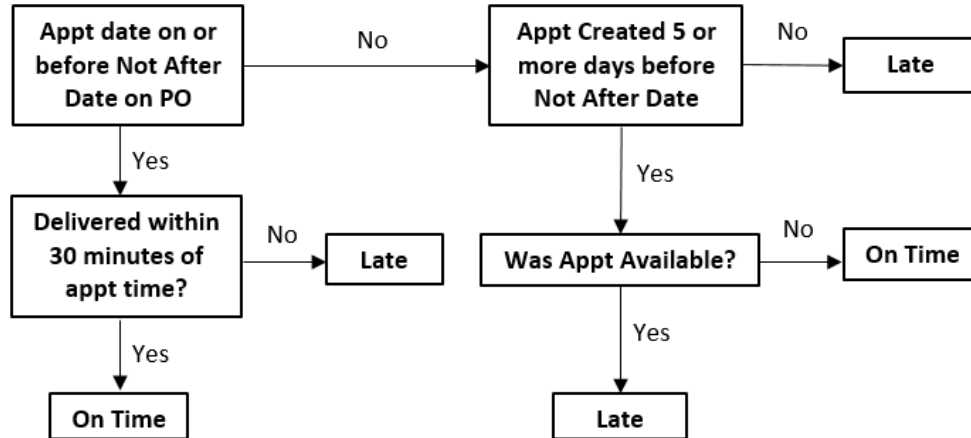 Appt date on or
before Not After
Date on PO
No
Appt Created 5 or
more days before
Not After Date
No
Late
Yes
Yes
Delivered within
30 minutes of
appt time?
No
Late
Was Appt Available?
No
On Time
Yes
Yes
On Time
Late